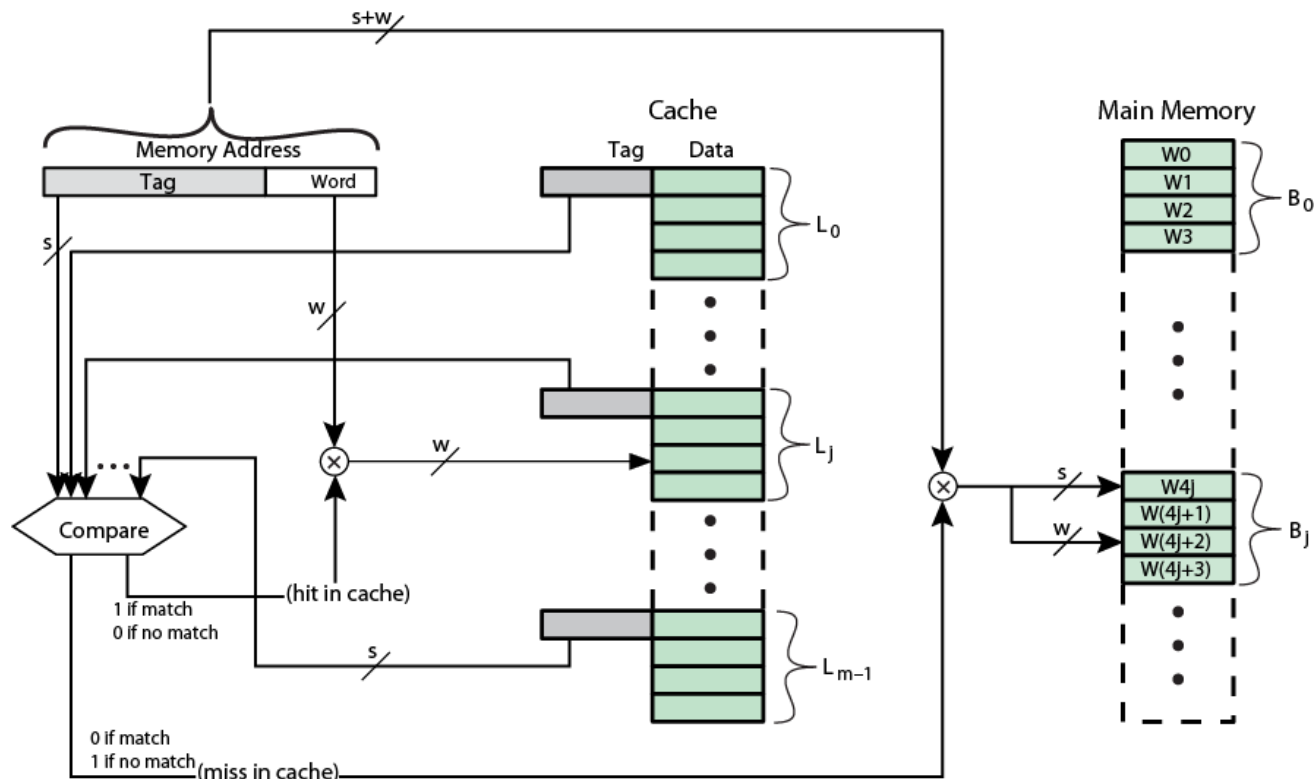 s+w
Cache
Main Memory
Memory Address
Tag Data
Tag Word
W0
W1
W2
W3
B0
L0
s
w
w
Lj
s
w
W4j
W(4j+1)
W(4j+2)
W(4j+3)
Bj
Compare
(hit in cache)
1 if match
0 if no match
s
Lm–1
0 if match
1 if no match
(miss in cache)